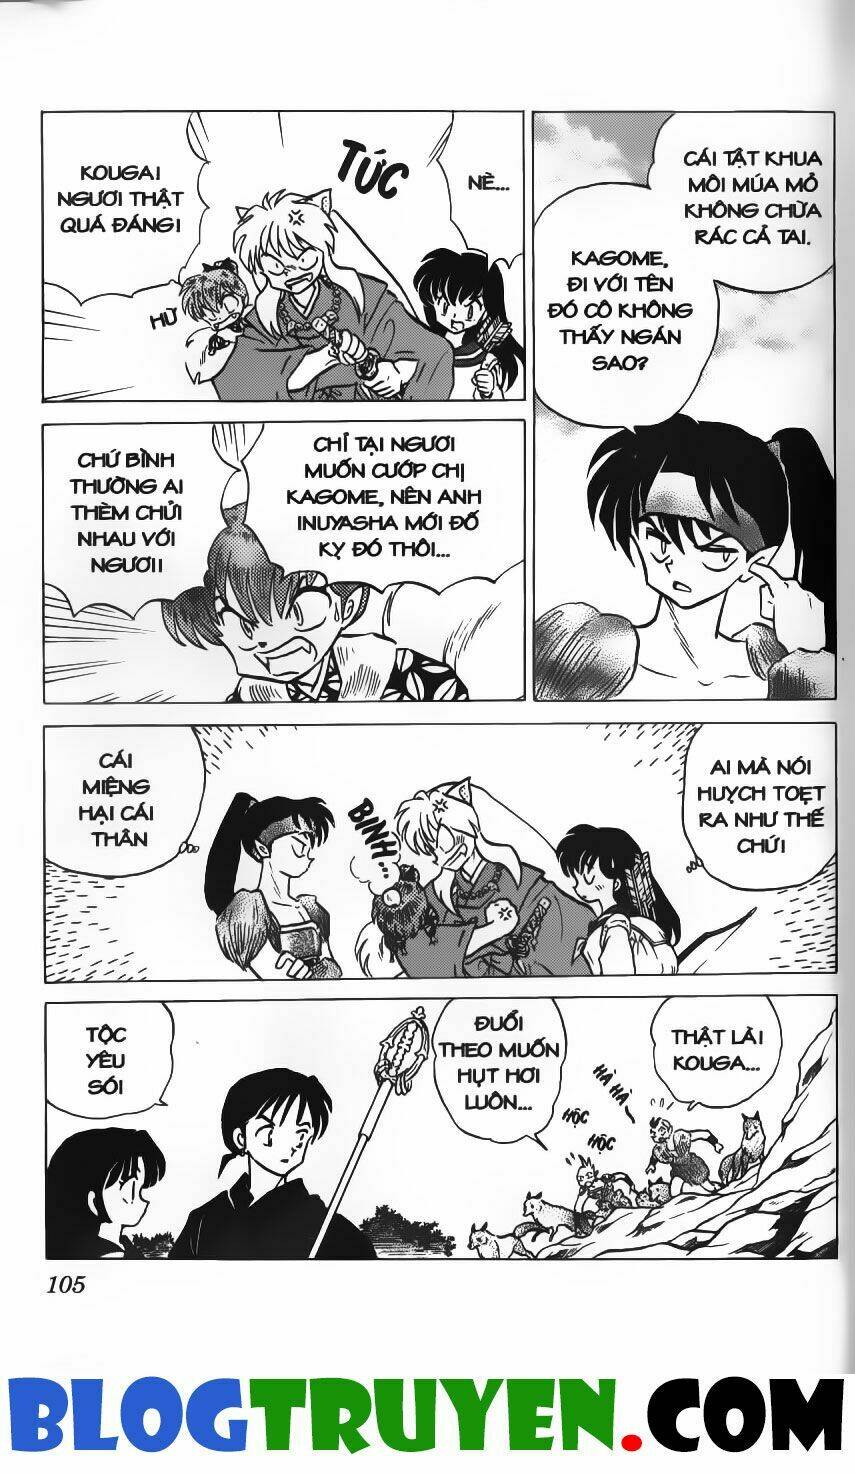 CÁI TẬT KHUA
MÔI MÚA MỎ
KHÔNG CHỪA
RÁC CẢ TAI.
KAGOME,
ĐI VỚI TÊN
ĐÓ CÔ KHÔNG
THẤY NGÁN
SAO?
NÈ...
TỨC
KOUGA!
NGƯƠI THẬT
QUÁ ĐÁNG!
HỪ
CHỈ TẠI NGƯƠI
MUỐN CƯỚP CHỊ
KAGOME, NÊN ANH
INUYASHA MỚI ĐỐ
KỴ ĐÓ THÔI...
CHỨ BÌNH
THƯỜNG AI
THÈM CHỬI
NHAU VỚI
NGƯƠI!
AI MÀ NÓI
HUỴCH TOẸT
RA NHƯ THẾ
CHỨ!
BINH...
CÁI
MIỆNG
HẠI CÁI
THÂN
THẬT LÀ!
KOUGA...
HÀ HÀ
HỘC
HỘC
ĐUỔI
THEO MUỐN
HỤT HƠI
LUÔN...
TỘC
YÊU
SÓI
105
BLOGTRUYEN.COM